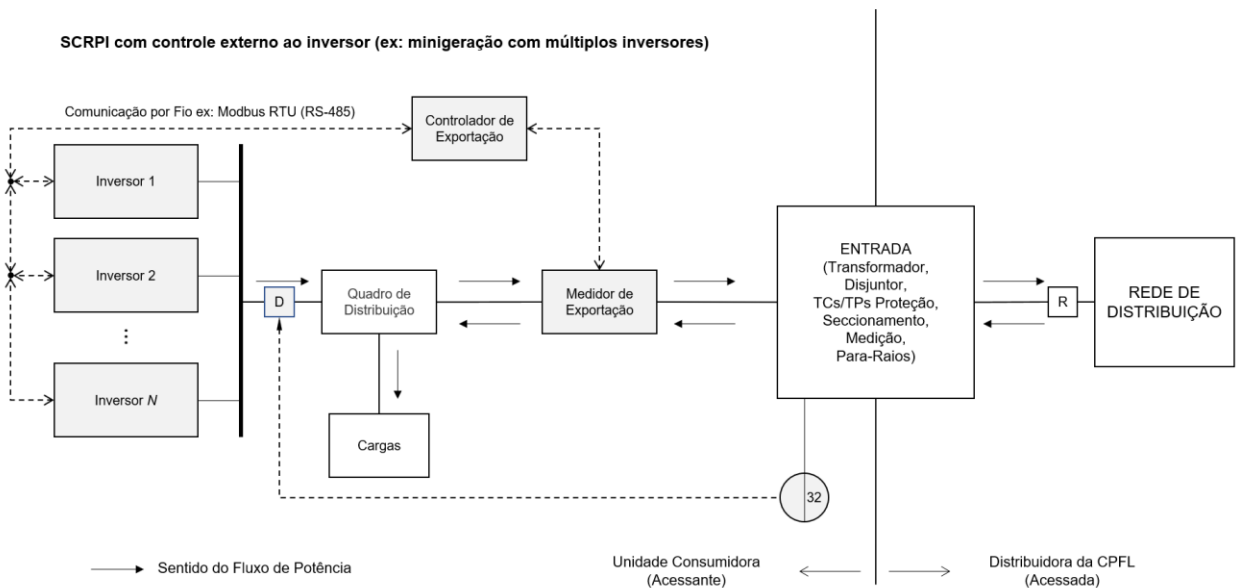 SCRPI com controle externo ao inversor (ex: minigeração com múltiplos inversores)
Comunicação por Fio ex: Modbus RTU (RS-485)
Controlador de
Exportação
Inversor 1
Inversor 2
Inversor N
D
Quadro de
Distribuição
Medidor de
Exportação
ENTRADA
(Transformador,
Disjuntor,
TCs/TPs Proteção,
Seccionamento,
Medição,
Para-Raios)
R
REDE DE
DISTRIBUIÇÃO
Cargas
32
Sentido do Fluxo de Potência
Unidade Consumidora
(Acessante)
Distribuidora da CPFL
(Acessada)